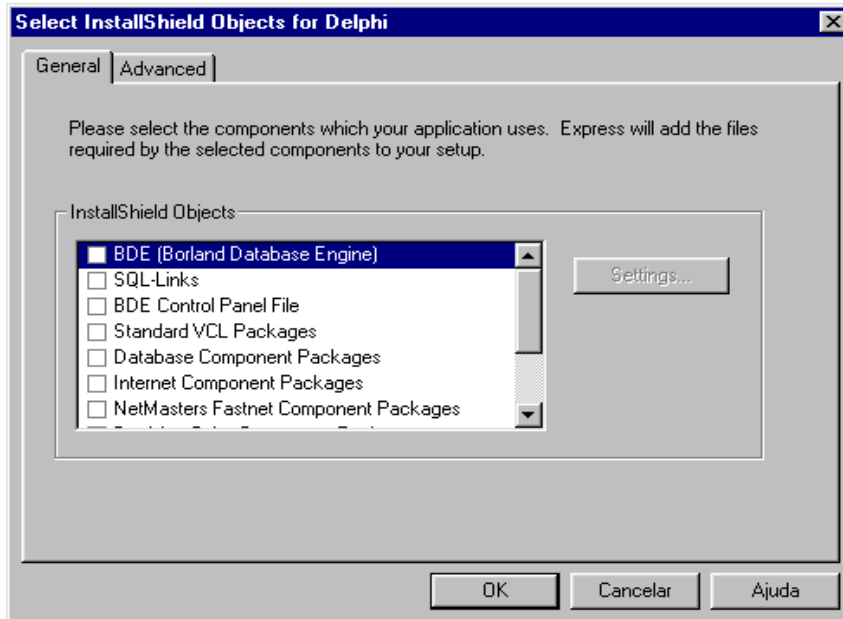 Select InstallShield Objects for Delphi
General
Advanced
Please select the components which your application uses.  Express will add the files
required by the selected components to your setup.
InstallShield Objects
BDE (Borland Database Engine)
SQL-Links
BDE Control Panel File
Standard VCL Packages
Database Component Packages
Internet Component Packages
NetMasters Fastnet Component Packages
Settings...
OK
Cancelar
Ajuda